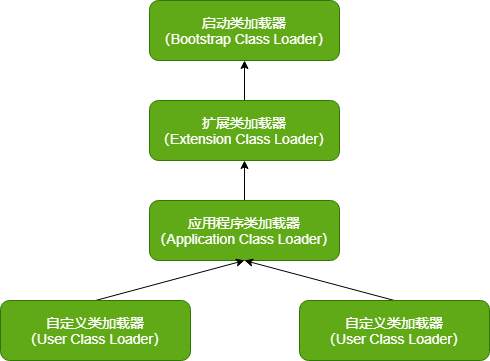 启动类加载器
（Bootstrap Class Loader）
扩展类加载器
（Extension Class Loader）
应用程序类加载器
（Application Class Loader）
自定义类加载器
（User Class Loader）
自定义类加载器
（User Class Loader）